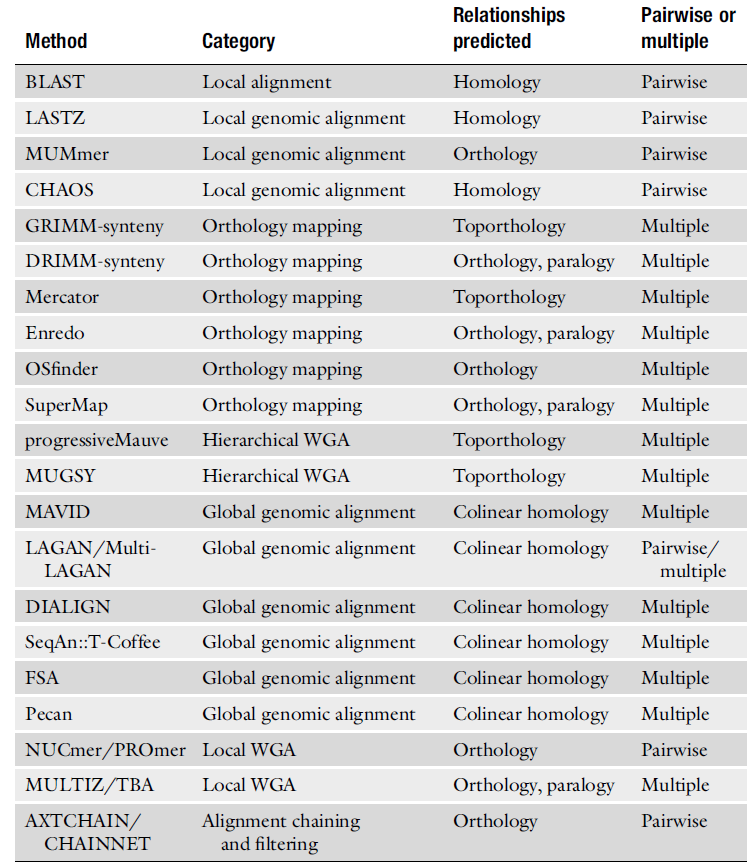 Method Category Relationships predicted Pairwise or multiple
BLAST Local alignment Homology Pairwise
LASTZ Local genomic alignment Homology Pairwise
MUMmer Local genomic alignment Orthology Pairwise
CHAOS Local genomic alignment Homology Pairwise
GRIMM-synteny Orthology mapping Toporthology Multiple
DRIMM-synteny Orthology mapping Orthology, paralogy Multiple
Mercator Orthology mapping Toporthology Multiple
Enredo Orthology mapping Orthology, paralogy Multiple
OSfinder Orthology mapping Orthology Multiple
SuperMap Orthology mapping Orthology, paralogy Multiple
progressiveMauve Hierarchical WGA Toporthology Multiple
MUGSY Hierarchical WGA Toporthology Multiple
MAVID Global genomic alignment Colinear homology Multiple
LAGAN/Multi- Global genomic alignment Colinear homology Pairwise/
LAGAN multiple
DIALIGN Global genomic alignment Colinear homology Multiple
SeqAn::T-Coffee Global genomic alignment Colinear homology Multiple
FSA Global genomic alignment Colinear homology Multiple
Pecan Global genomic alignment Colinear homology Multiple
NUCmer/PROmer Local WGA Orthology Pairwise
MULTIZ/TBA Local WGA Orthology, paralogy Multiple
AXTCHAIN/ Alignment chaining Orthology Pairwise
CHAINNET and filtering